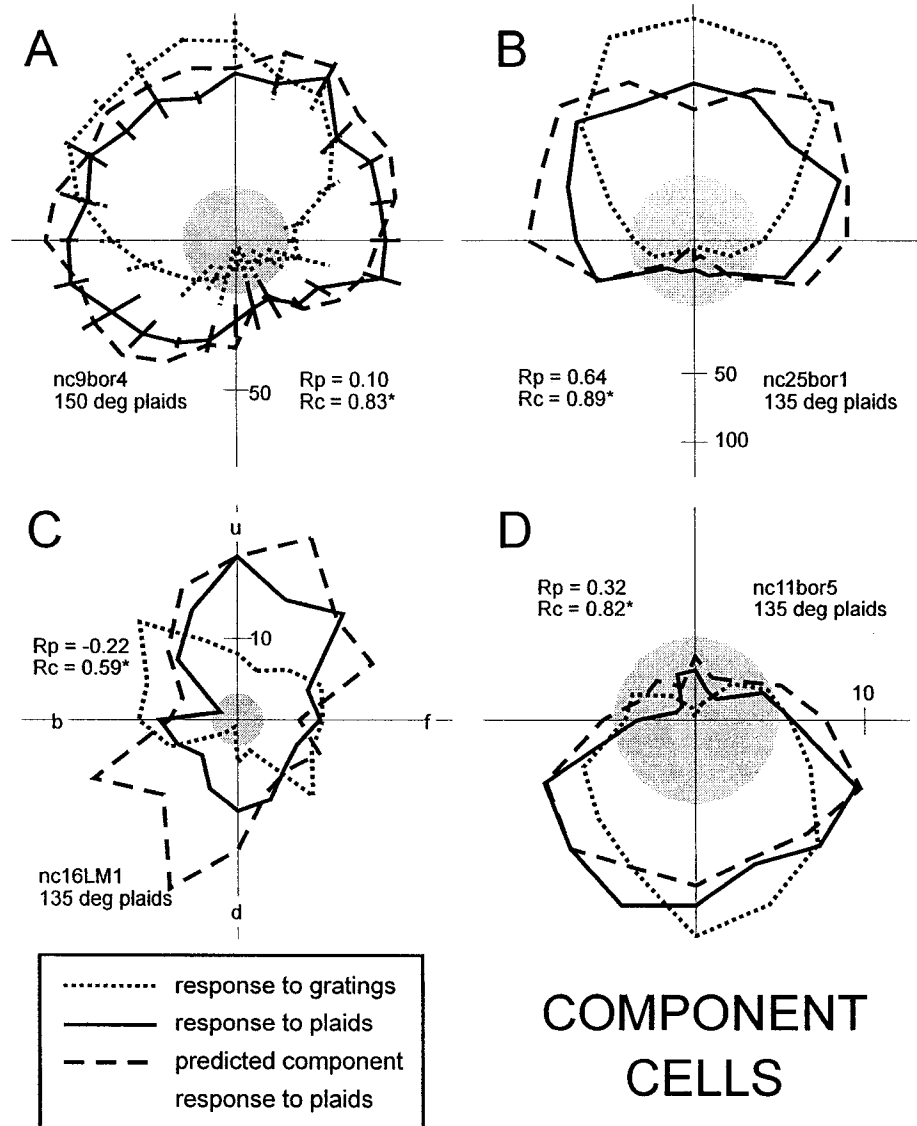 A
nc9bor4
150 deg plaids
Rp = 0.10
Rc = 0.83*
50
B
Rp = 0.64
Rc = 0.89*
nc25bor1
135 deg plaids
50
100
C
u
10
Rp = -0.22
Rc = 0.59*
b
f
nc16LM1
135 deg plaids
d
D
Rp = 0.32
Rc = 0.82*
nc11bor5
135 deg plaids
10
response to gratings
response to plaids
predicted component
response to plaids
COMPONENT
CELLS